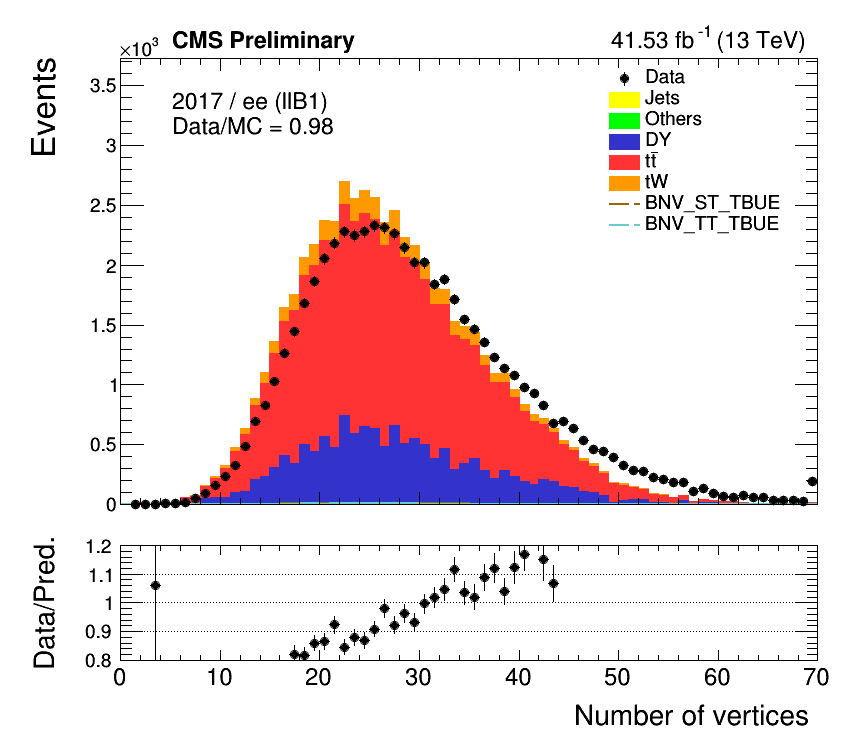 ×10³ CMS Preliminary 41.53 fb⁻¹ (13 TeV)
Events
2017 / ee (IIB1)
Data/MC = 0.98
Data
Jets
Others
DY
tt̄
tW
BNV_ST_TBUE
BNV_TT_TBUE
3.5
3
2.5
2
1.5
1
0.5
0
Data/Pred.
1.2
1.1
1
0.9
0.8
0 10 20 30 40 50 60 70
Number of vertices